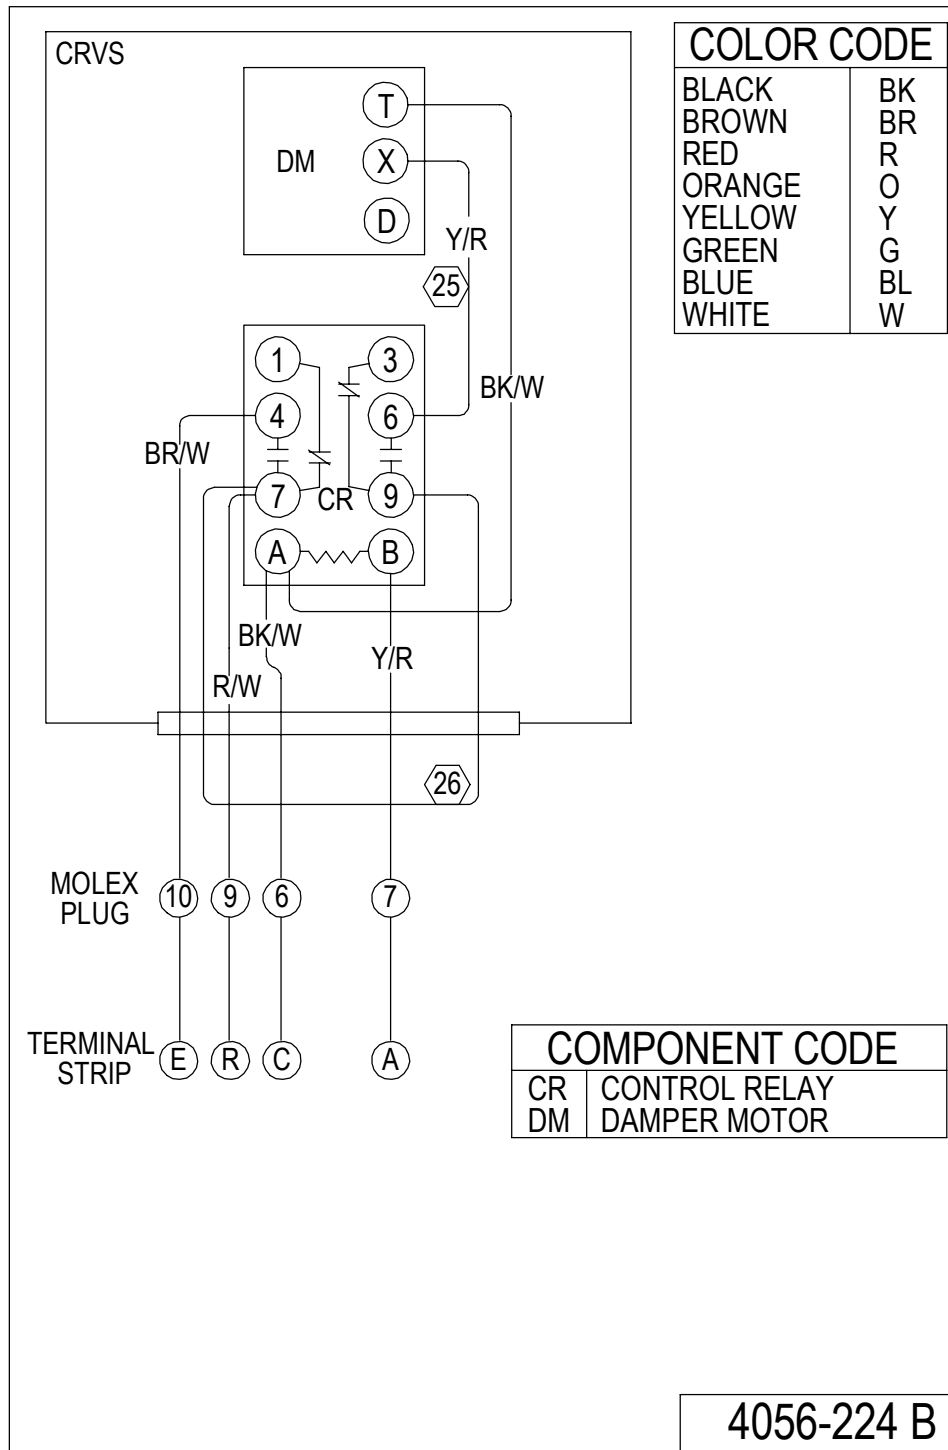 CRVS
T
DM
X
D
Y/R
25
1
3
BK/W
4
6
BR/W
7
CR
9
A
B
BK/W
Y/R
R/W
26
MOLEX
PLUG
10
9
6
7
TERMINAL
STRIP
E
R
C
A
COLOR CODE
BLACK BK
BROWN BR
RED R
ORANGE O
YELLOW Y
GREEN G
BLUE BL
WHITE W
COMPONENT CODE
CR CONTROL RELAY
DM DAMPER MOTOR
4056-224 B